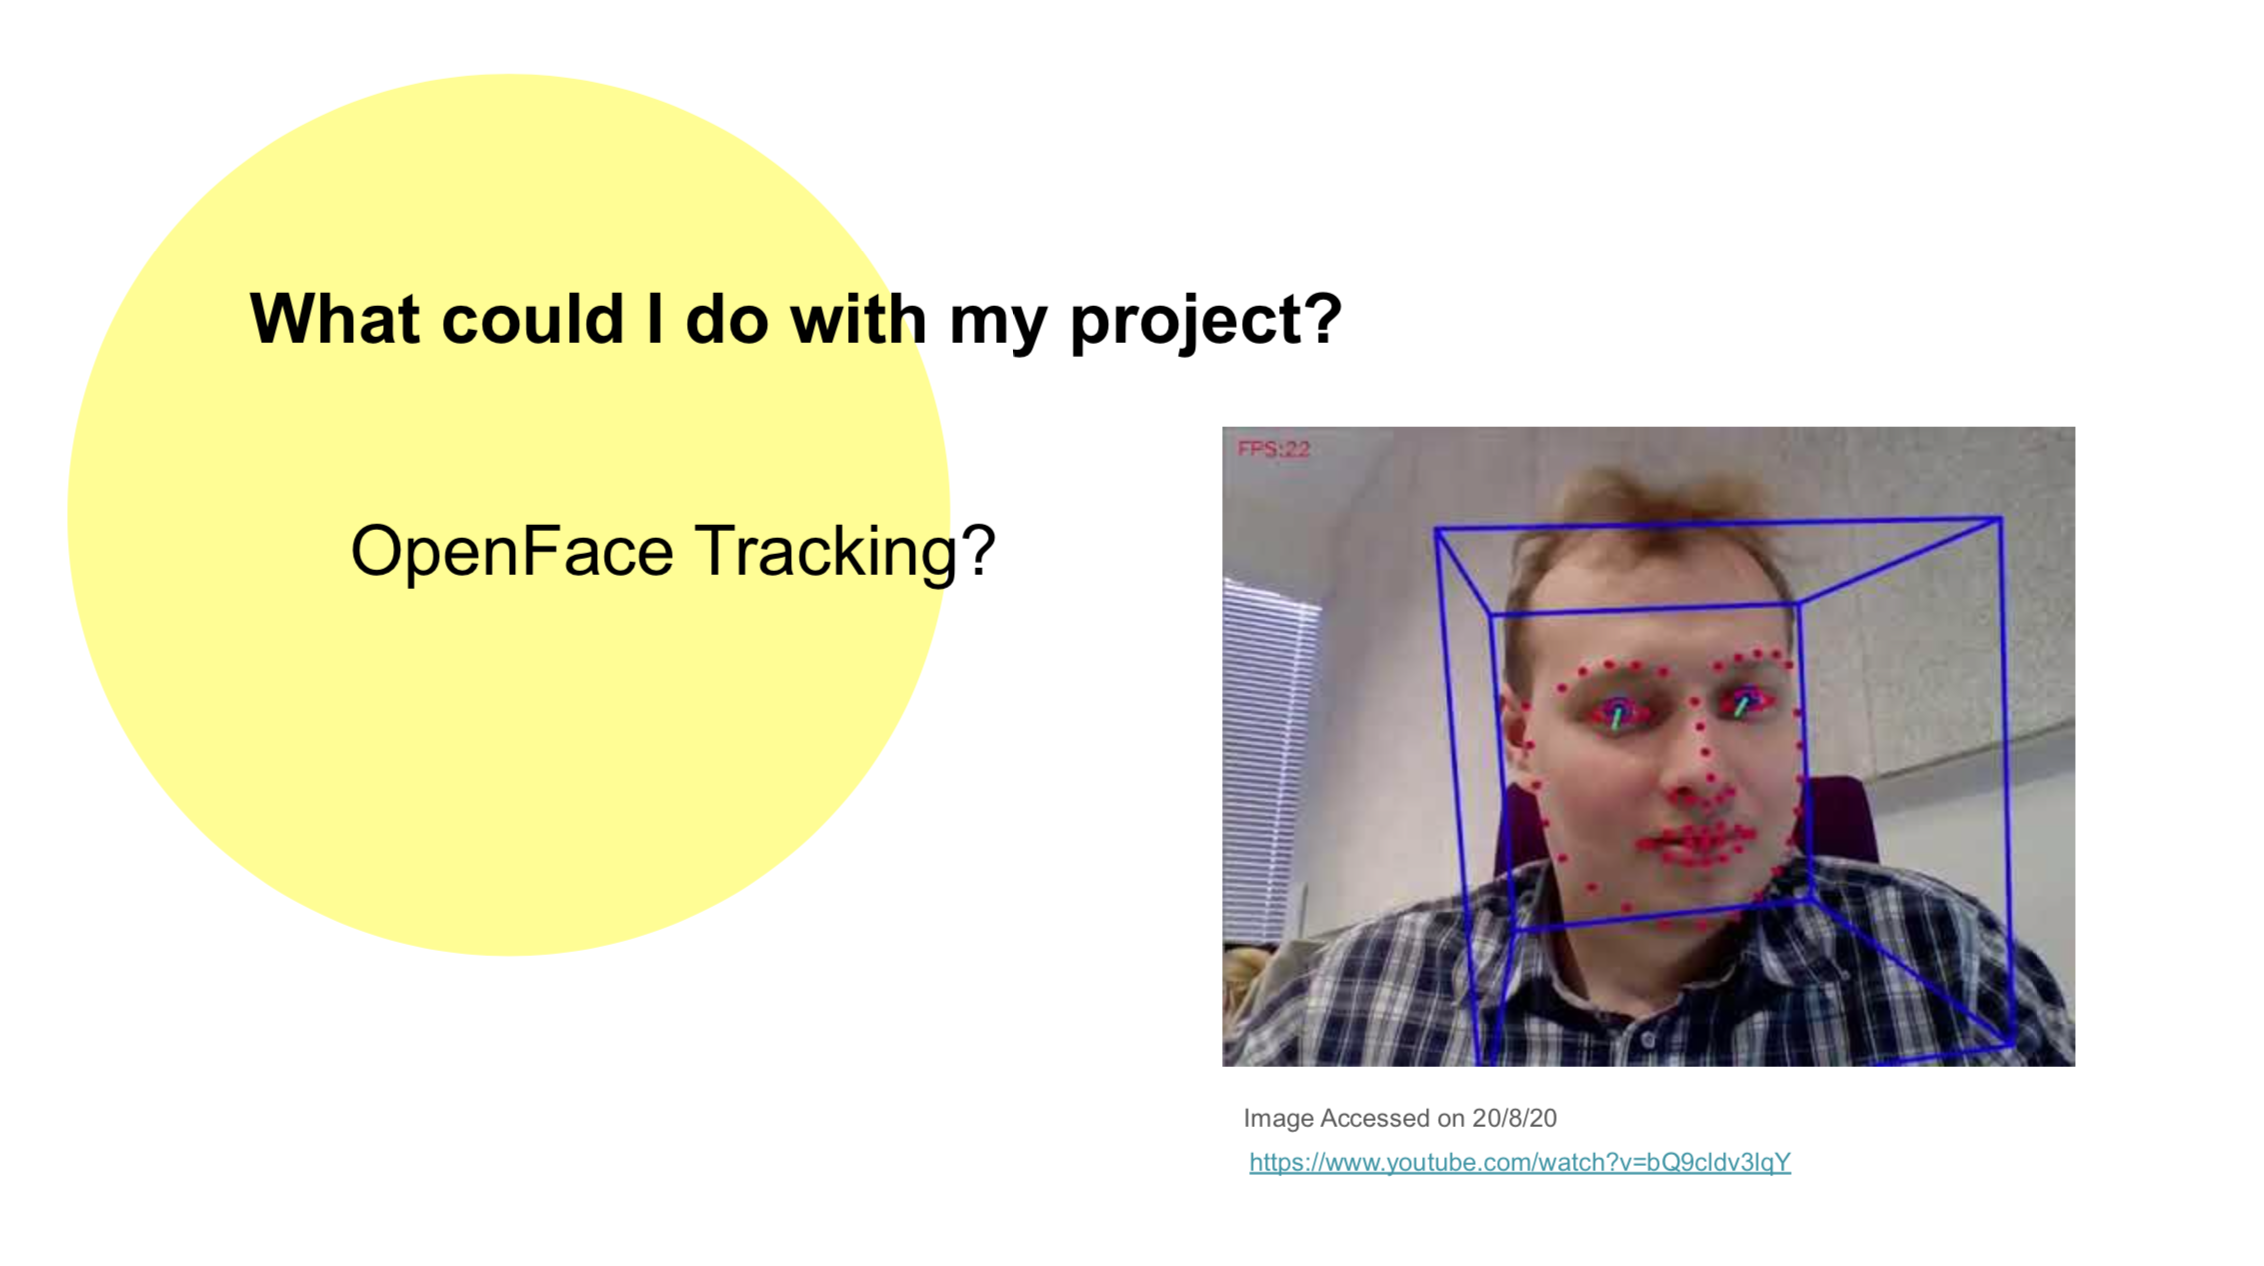 What could I do with my project?
OpenFace Tracking?
FPS:22
Image Accessed on 20/8/20
https://www.youtube.com/watch?v=bQ9cldv3lqY